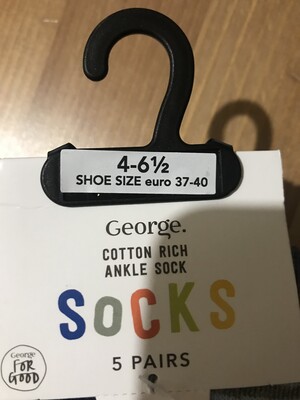 4-6½
SHOE SIZE euro 37-40
George.
COTTON RICH
ANKLE SOCK
SoCKS
5 PAIRS
George
FOR
GOOD